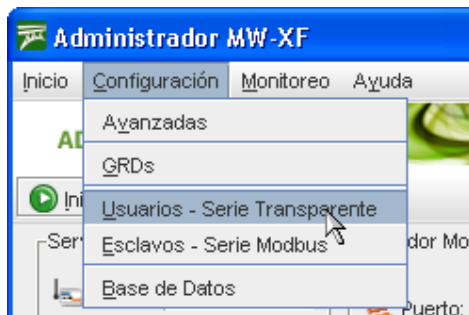 Administrador MW-XF
Inicio Configuración Monitoreo Ayuda
Avanzadas
GRDs
Usuarios - Serie Transparente
Esclavos - Serie Modbus
Base de Datos
Puerto: